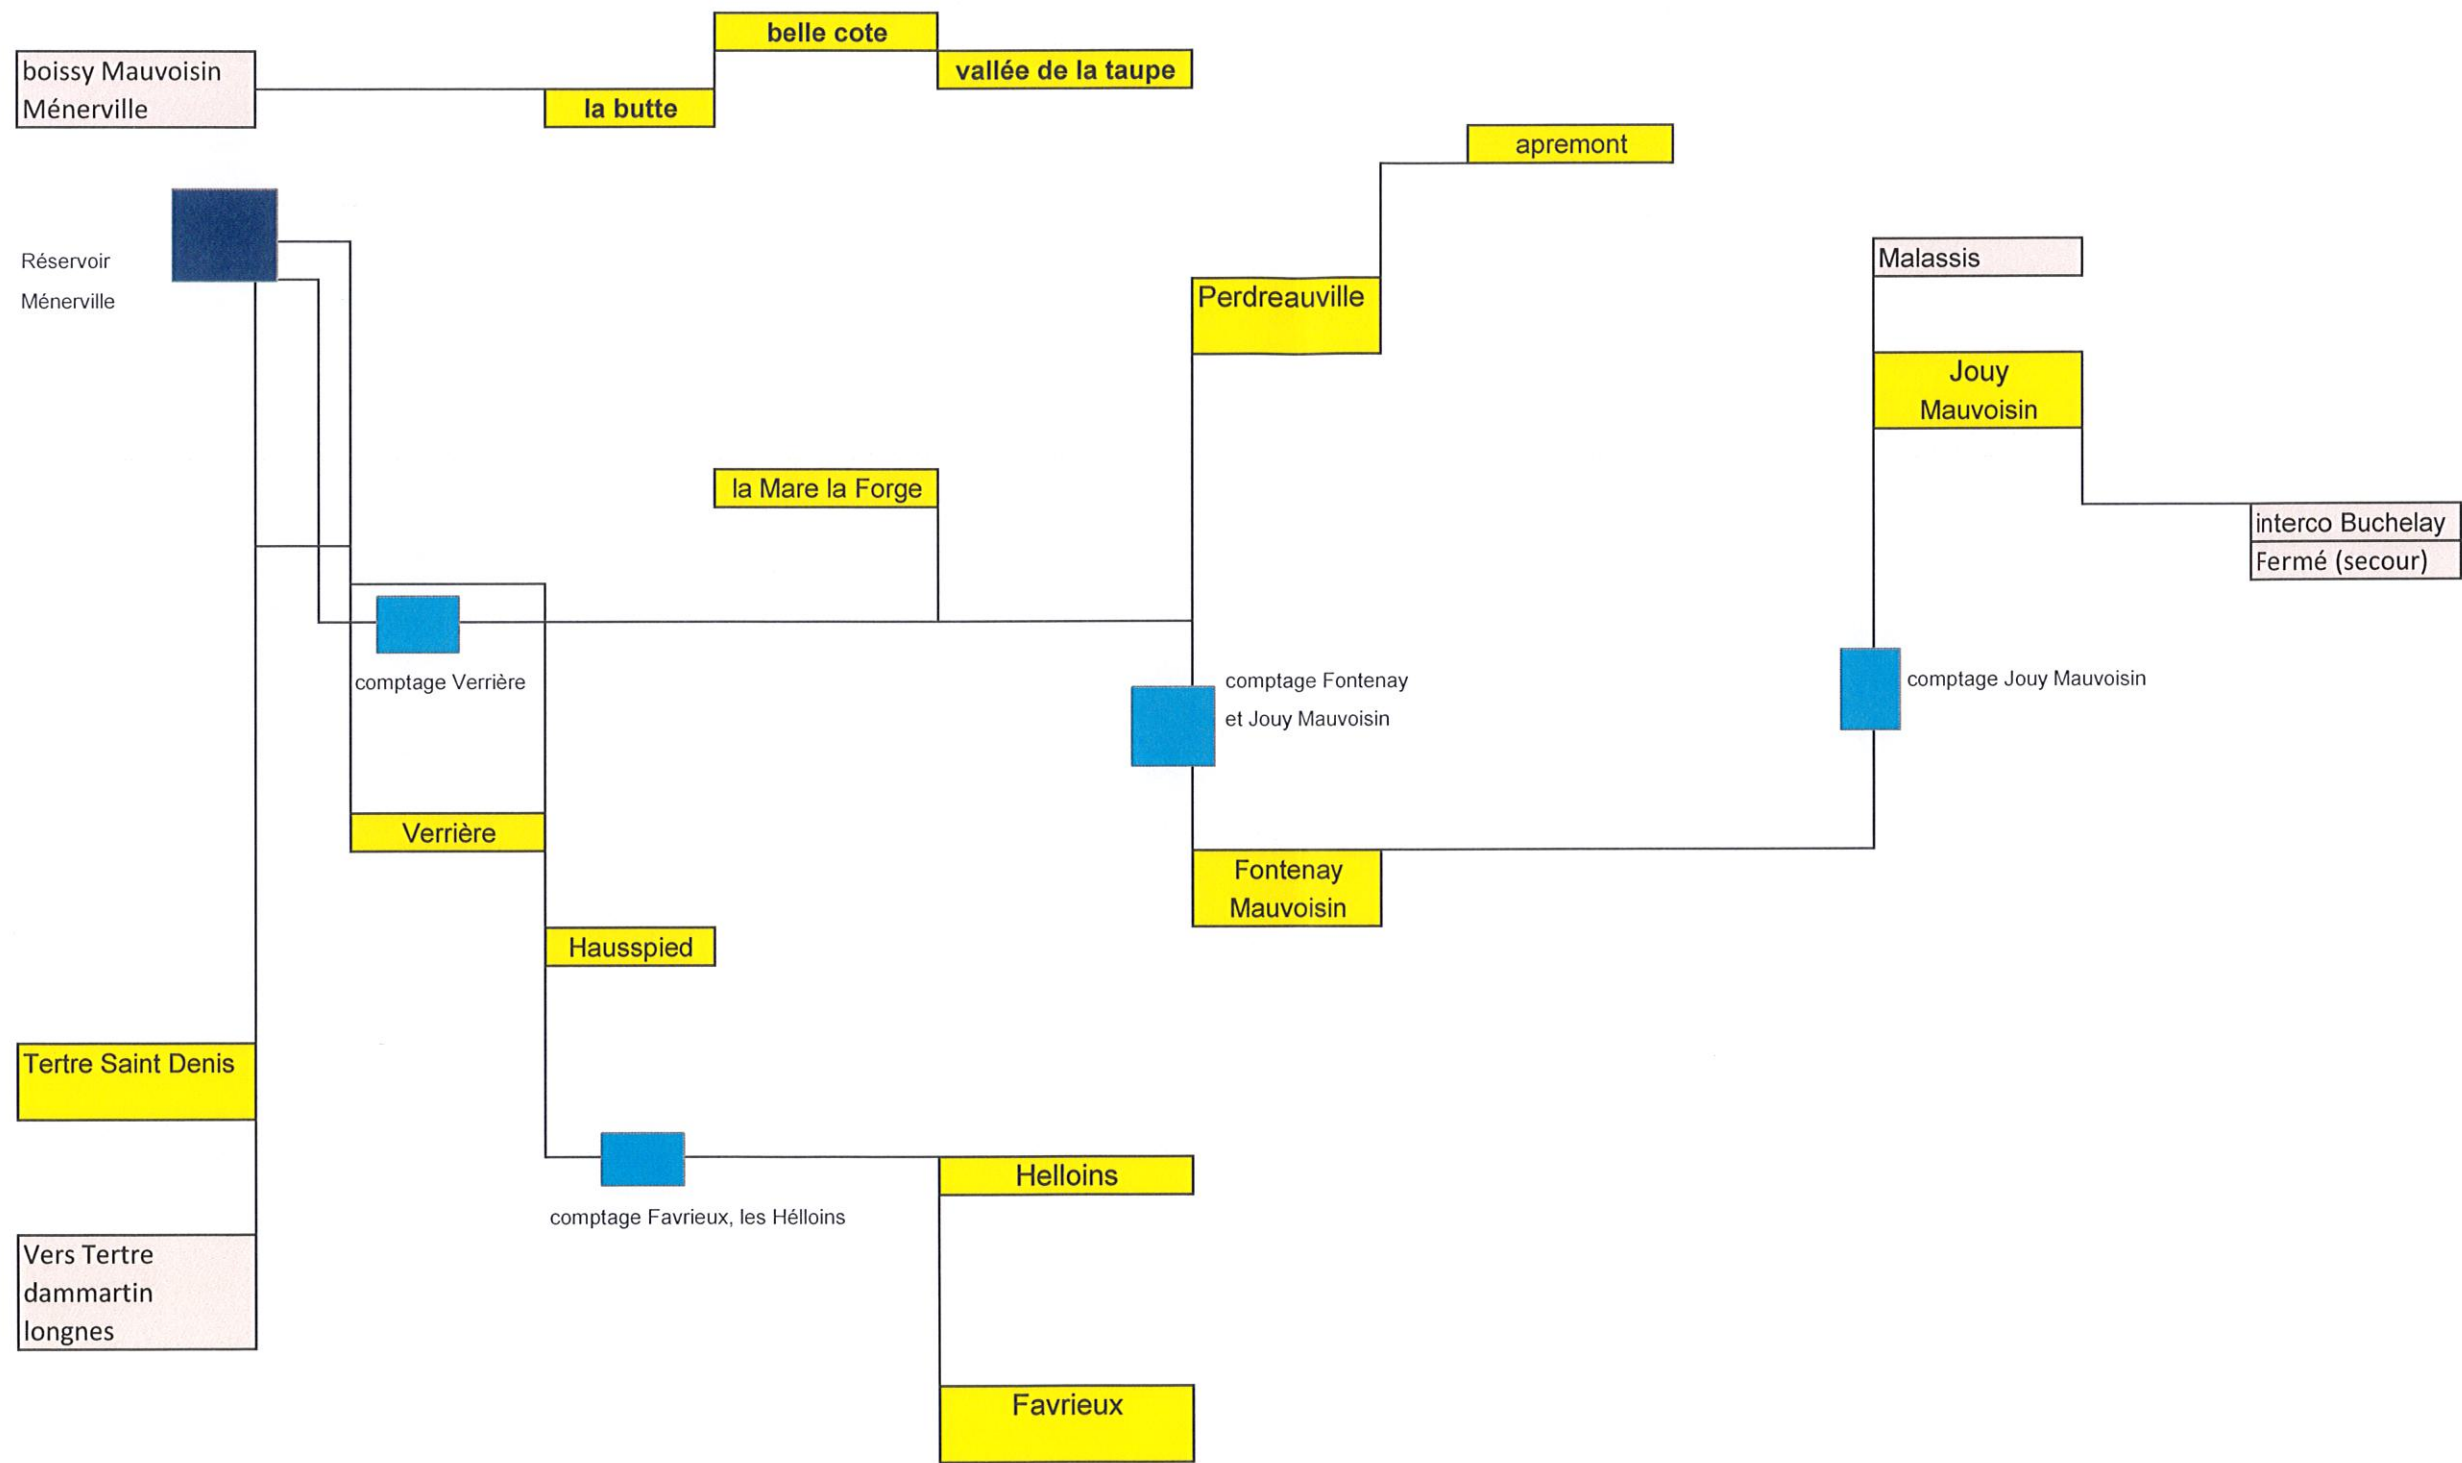 belle cote
boissy Mauvoisin
Ménerville
vallée de la taupe
la butte
apremont
Réservoir
Ménerville
Malassis
Perdreauville
Jouy
Mauvoisin
la Mare la Forge
interco Buchelay
Fermé (secour)
comptage Verrière
comptage Fontenay
et Jouy Mauvoisin
comptage Jouy Mauvoisin
Verrière
Fontenay
Mauvoisin
Hausspied
Tertre Saint Denis
Helloins
comptage Favrieux, les Hélloins
Vers Tertre
dammartin
longnes
Favrieux